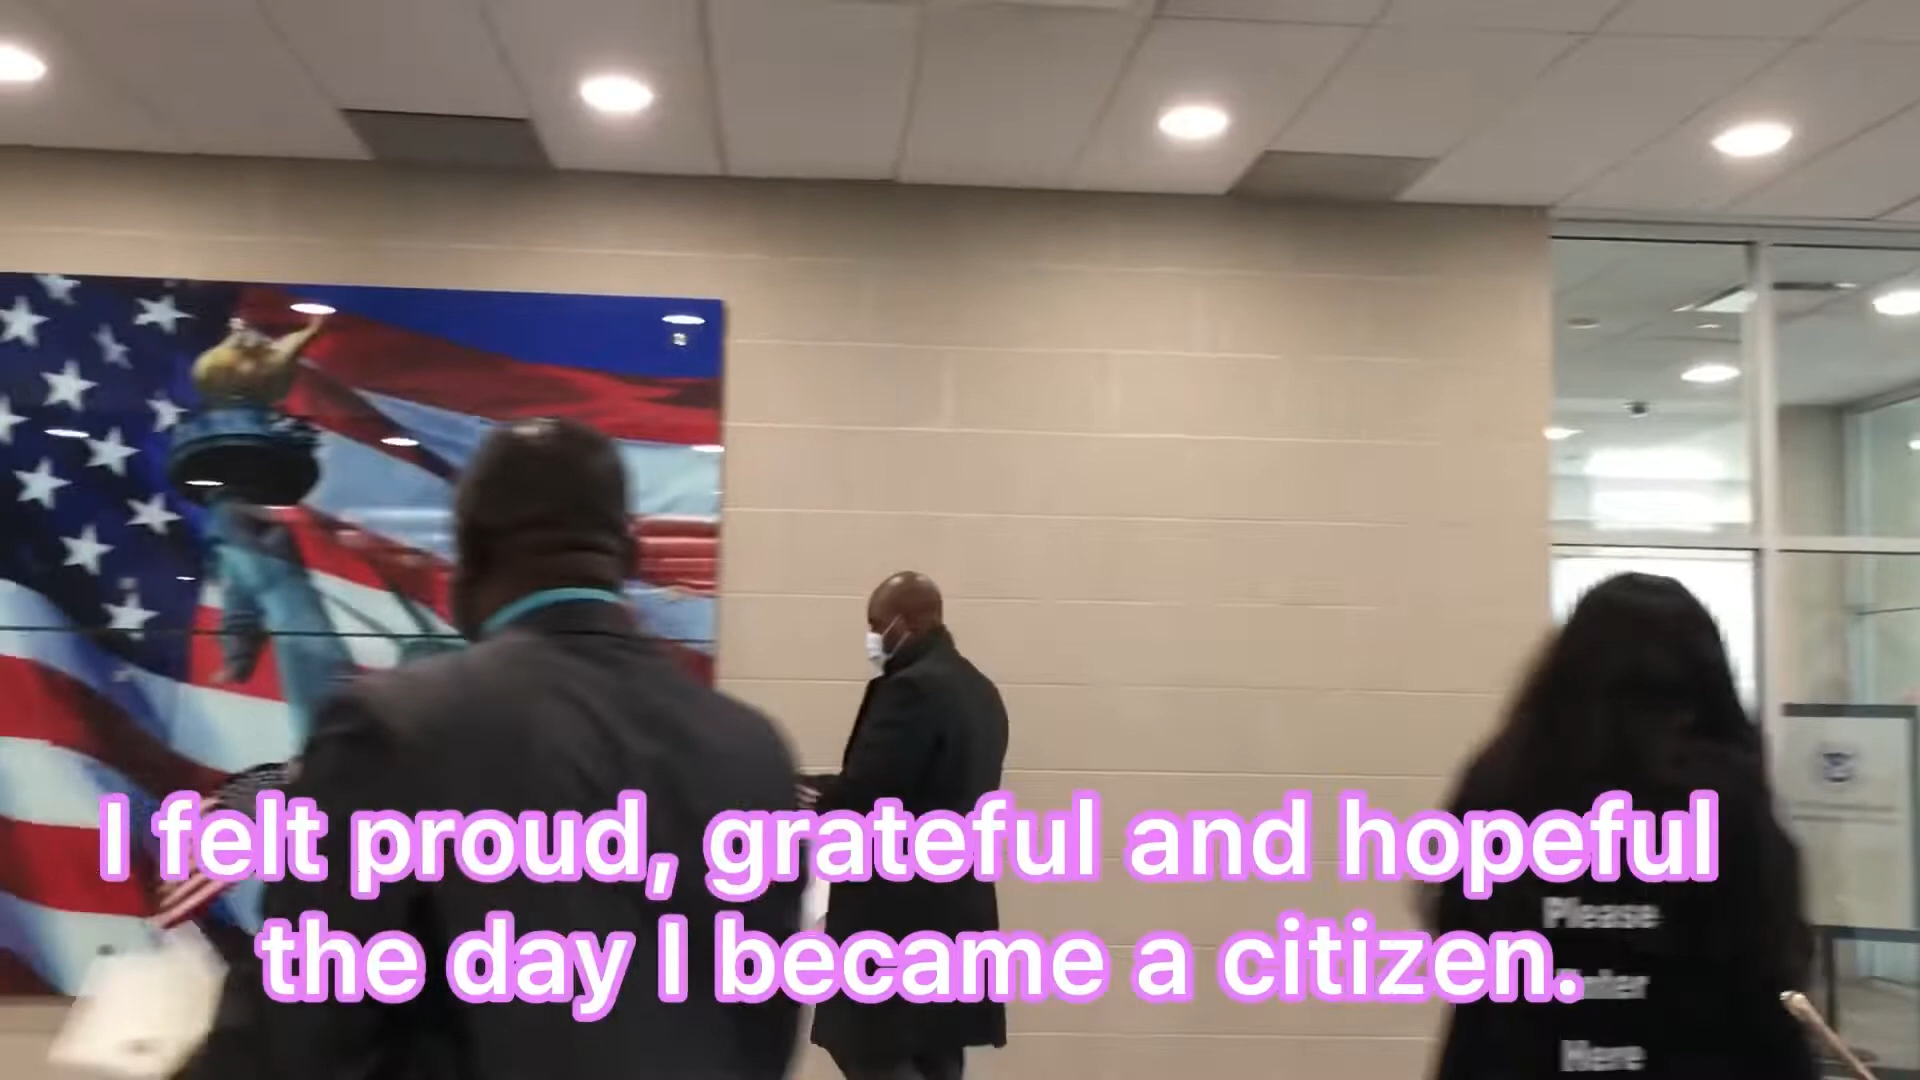 I felt proud, grateful and hopeful
the day I became a citizen.
Please
Here